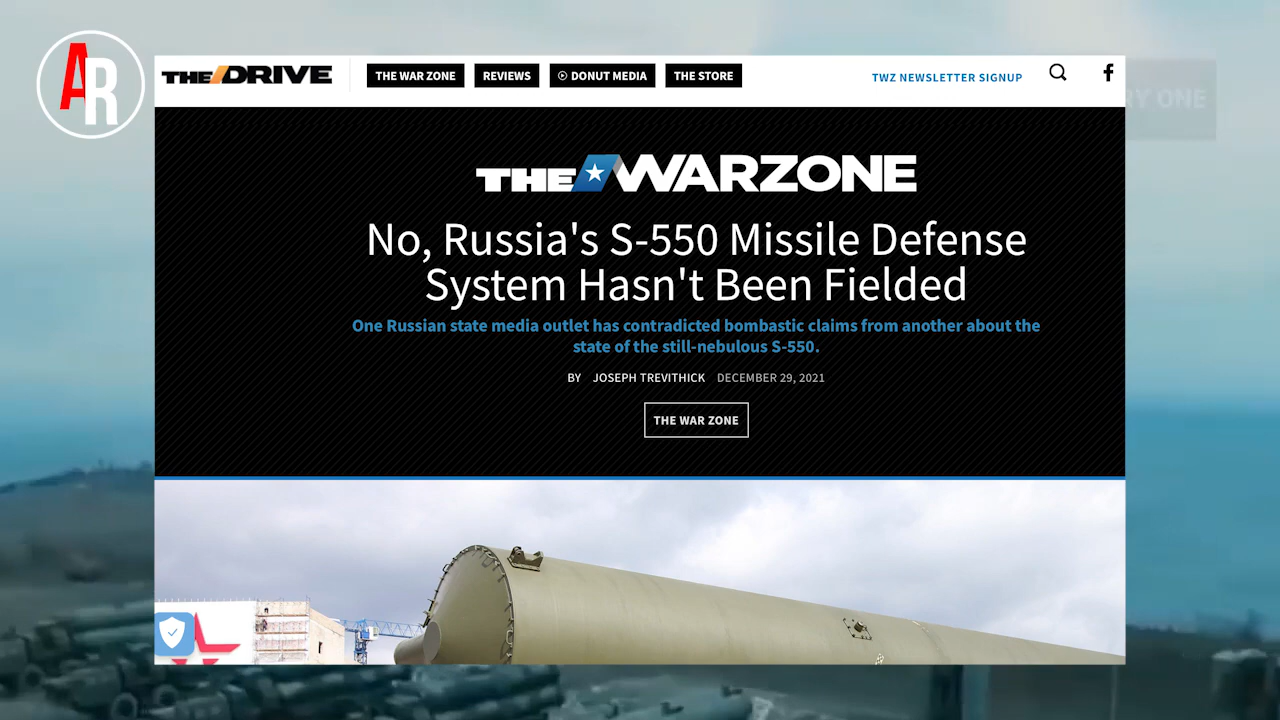 AR
THE DRIVE
THE WAR ZONE
REVIEWS
DONUT MEDIA
THE STORE
TWZ NEWSLETTER SIGNUP
RY ONE
THE WARZONE
No, Russia's S-550 Missile Defense
System Hasn't Been Fielded
One Russian state media outlet has contradicted bombastic claims from another about the
state of the still-nebulous S-550.
BY JOSEPH TREVITHICK DECEMBER 29, 2021
THE WAR ZONE